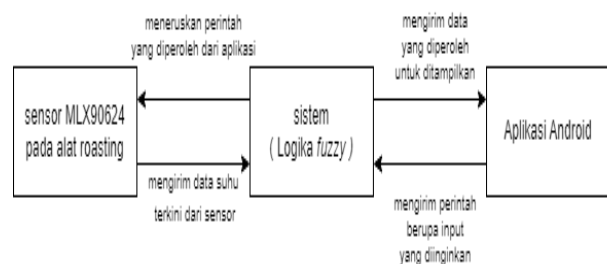 meneruskan perintah
yang diperoleh dari aplikasi
mengirim data
yang diperoleh
untuk ditampilkan
sensor MLX90624
pada alat roasting
sistem
( Logika fuzzy )
Aplikasi Android
mengirim data suhu
terkini dari sensor
mengirim perintah
berupa input
yang diinginkan